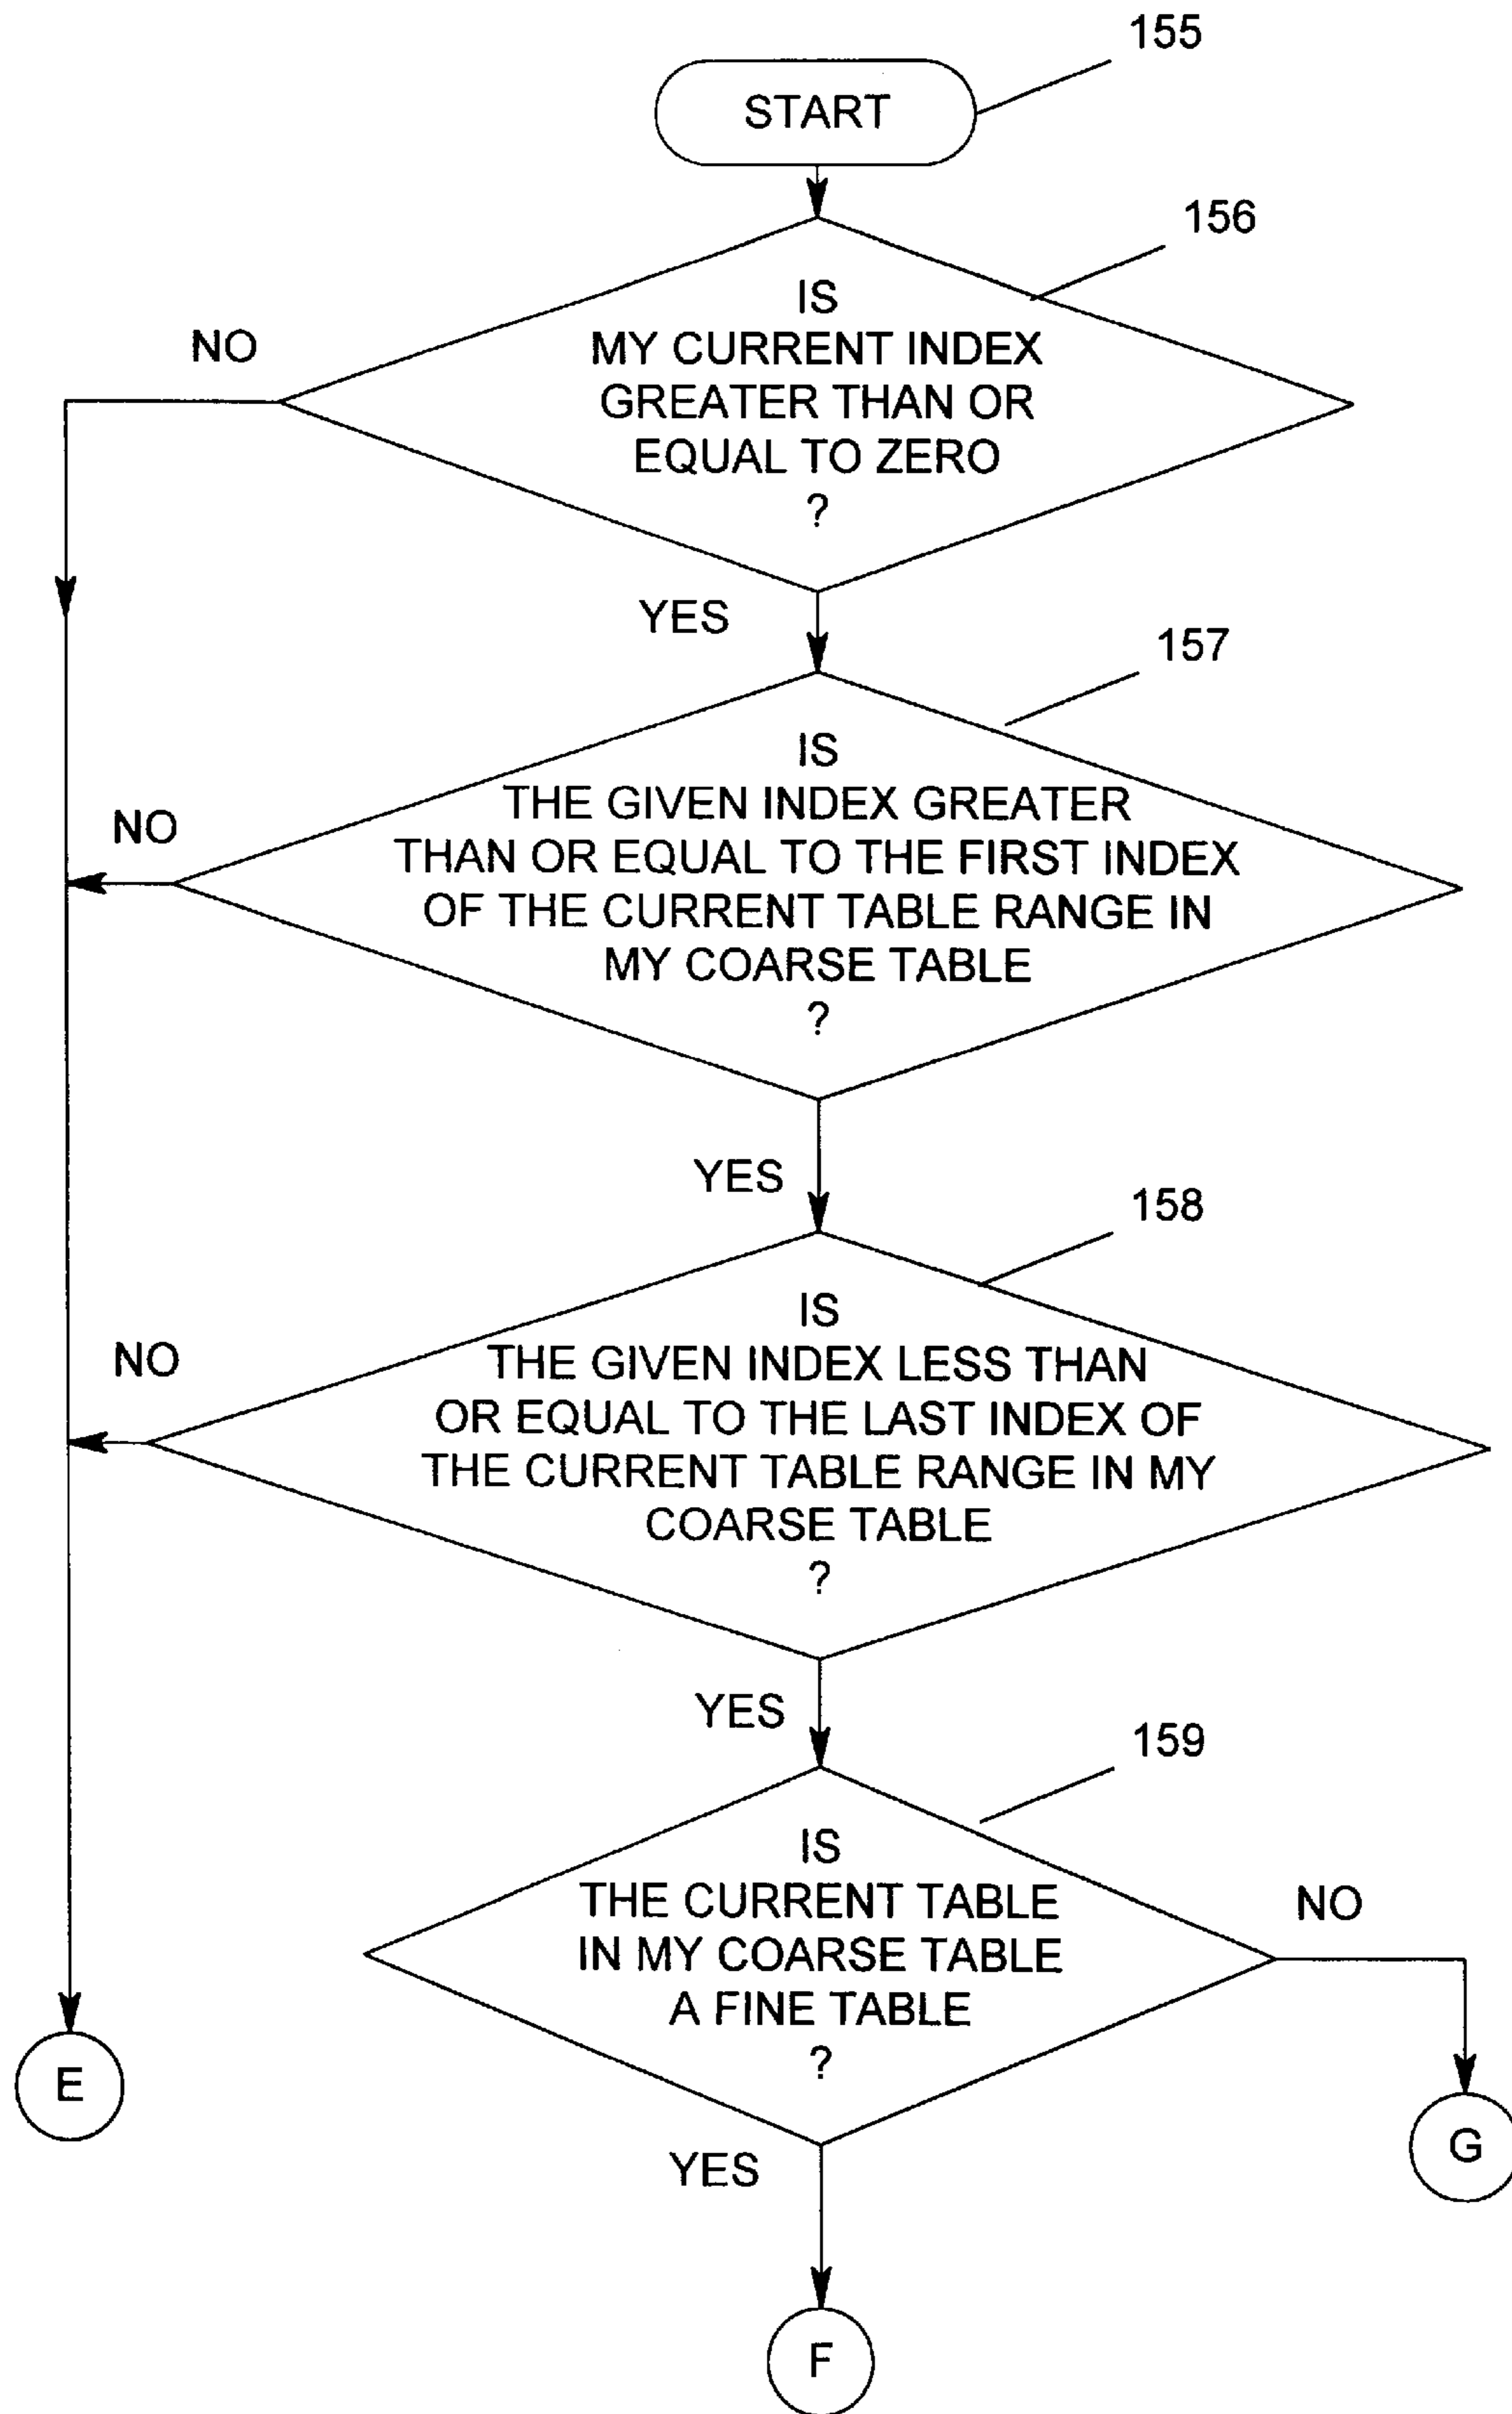 155
START
156
IS
MY CURRENT INDEX
GREATER THAN OR
EQUAL TO ZERO
?
NO
YES
157
IS
THE GIVEN INDEX GREATER
THAN OR EQUAL TO THE FIRST INDEX
OF THE CURRENT TABLE RANGE IN
MY COARSE TABLE
?
NO
YES
158
IS
THE GIVEN INDEX LESS THAN
OR EQUAL TO THE LAST INDEX OF
THE CURRENT TABLE RANGE IN MY
COARSE TABLE
?
NO
YES
159
IS
THE CURRENT TABLE
IN MY COARSE TABLE
A FINE TABLE
?
NO
E
G
YES
F